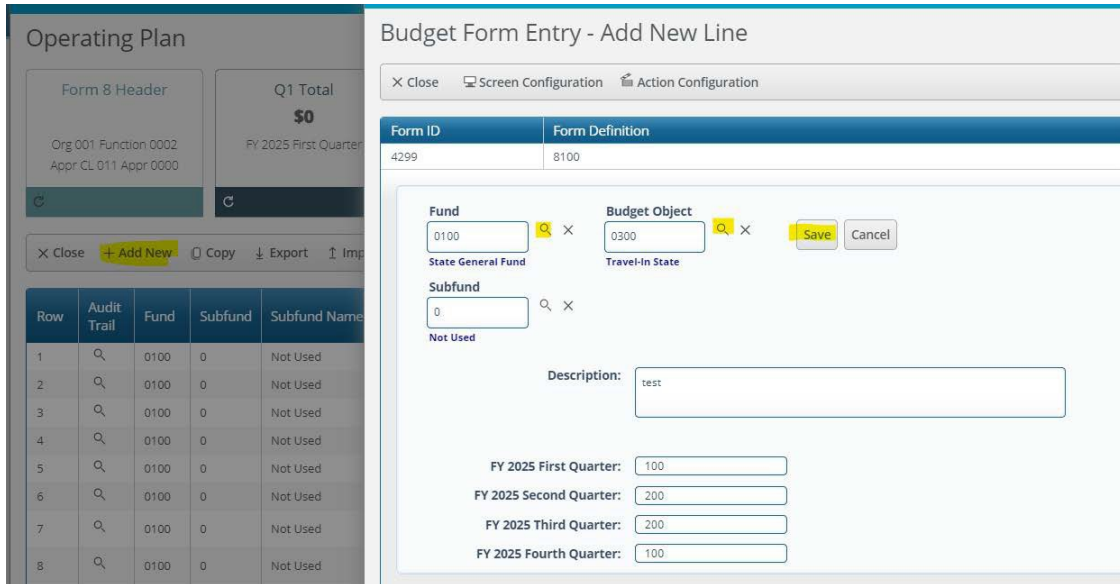 Operating Plan
Form 8 Header
Org 001 Function 0002
Appr CL 011 Appr 0000
Q1 Total
$0
FY 2025 First Quarter
Close
Add New
Copy
Export
Row Audit Trail Fund Subfund Subfund Name
1 0100 0 Not Used
2 0100 0 Not Used
3 0100 0 Not Used
4 0100 0 Not Used
5 0100 0 Not Used
6 0100 0 Not Used
7 0100 0 Not Used
8 0100 0 Not Used
Budget Form Entry - Add New Line
Close Screen Configuration Action Configuration
Form ID Form Definition
4299 8100
Fund Budget Object
0100 0300 Save Cancel
State General Fund Travel-In State
Subfund
0
Not Used
Description: test
FY 2025 First Quarter: 100
FY 2025 Second Quarter: 200
FY 2025 Third Quarter: 200
FY 2025 Fourth Quarter: 100